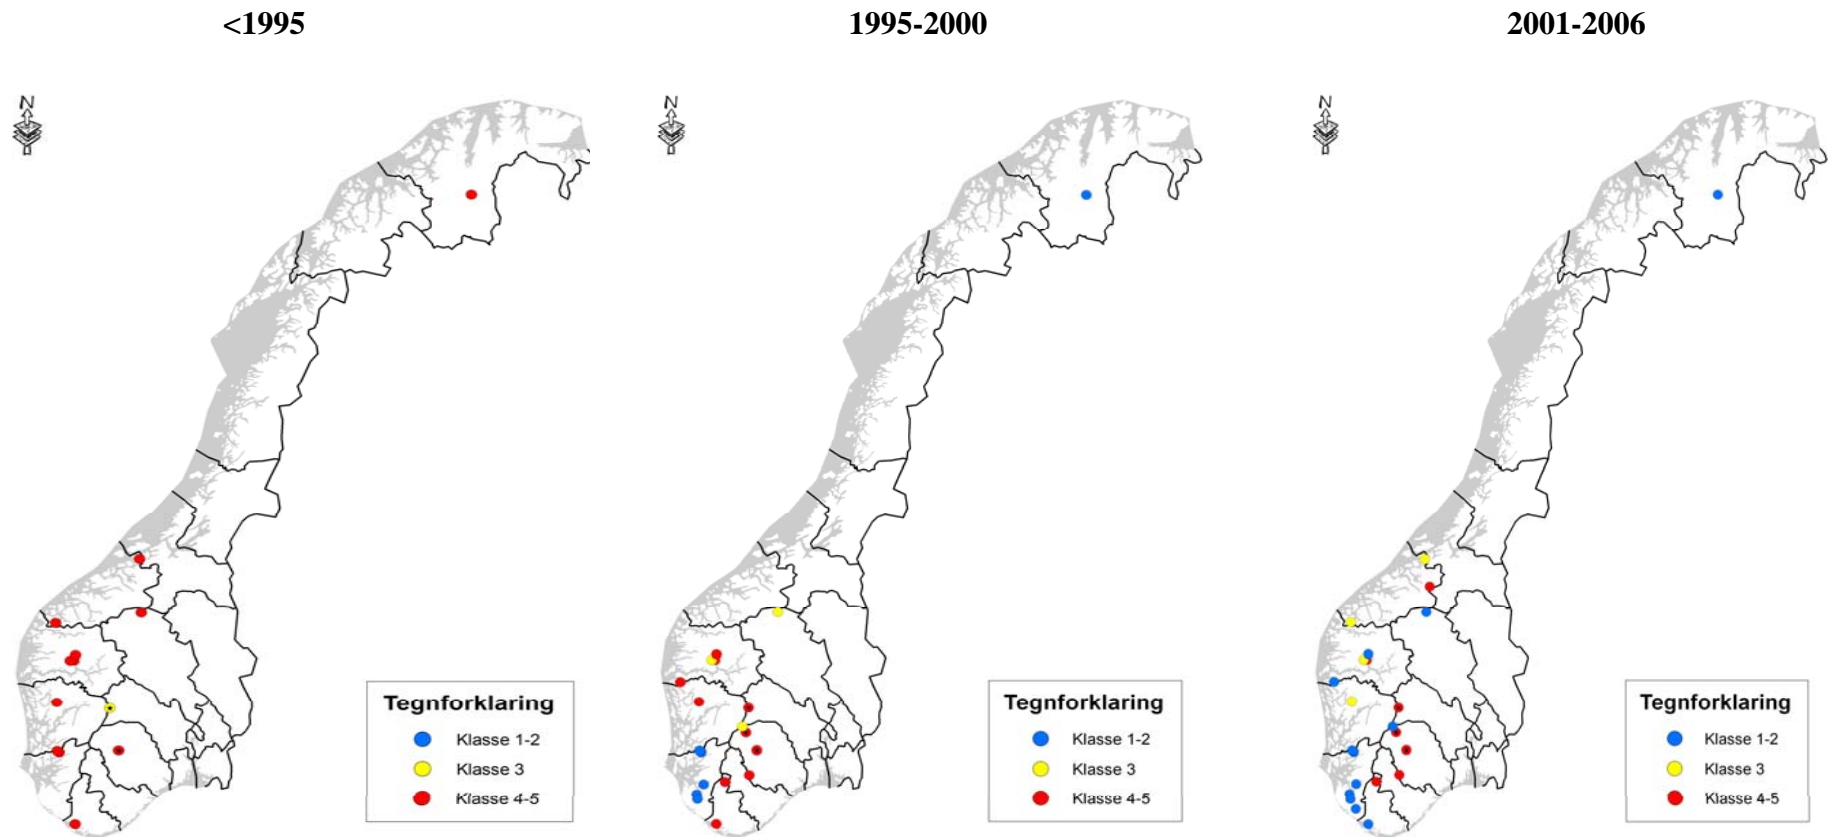 <1995
1995-2000
2001-2006
N
N
N
Tegnforklaring
Klasse 1-2
Klasse 3
Klasse 4-5
Tegnforklaring
Klasse 1-2
Klasse 3
Klasse 4-5
Tegnforklaring
Klasse 1-2
Klasse 3
Klasse 4-5